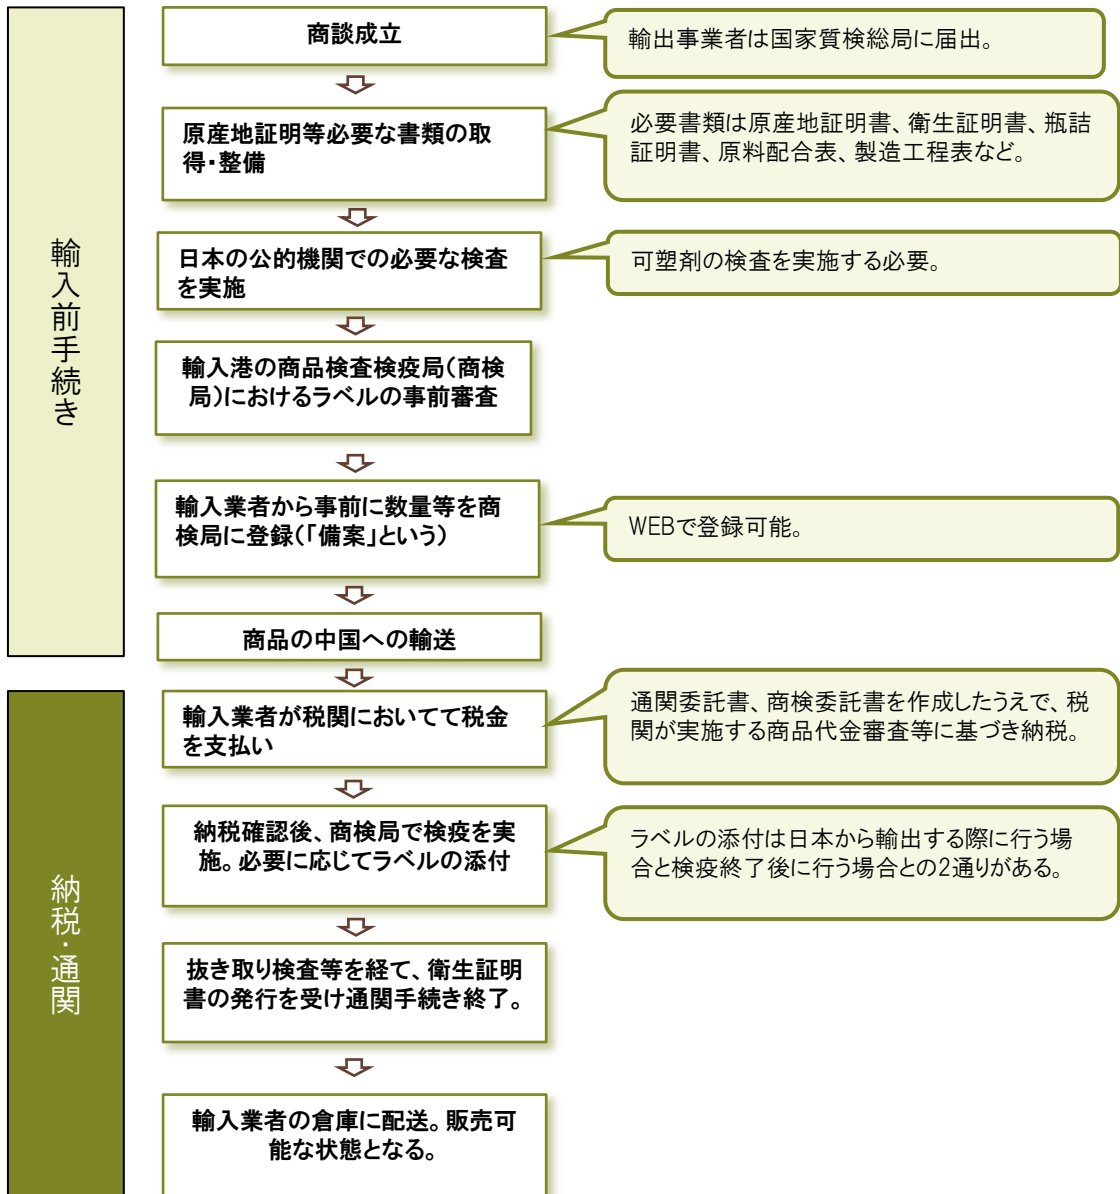 輸入前手続き
商談成立
輸出事業者は国家質検総局に届出。
原産地証明等必要な書類の取
得・整備
必要書類は原産地証明書、衛生証明書、瓶詰
証明書、原料配合表、製造工程表など。
日本の公的機関での必要な検査
を実施
可塑剤の検査を実施する必要。
輸入港の商品検査検疫局(商検
局)におけるラベルの事前審査
輸入業者から事前に数量等を商
検局に登録(「備案」という)
WEBで登録可能。
商品の中国への輸送
納税・通関
輸入業者が税関においてて税金
を支払い
通関委託書、商検委託書を作成したうえで、税
関が実施する商品代金審査等に基づき納税。
納税確認後、商検局で検疫を実
施。必要に応じてラベルの添付
ラベルの添付は日本から輸出する際に行う場
合と検疫終了後に行う場合との2通りがある。
抜き取り検査等を経て、衛生証明
書の発行を受け通関手続き終了。
輸入業者の倉庫に配送。販売可
能な状態となる。